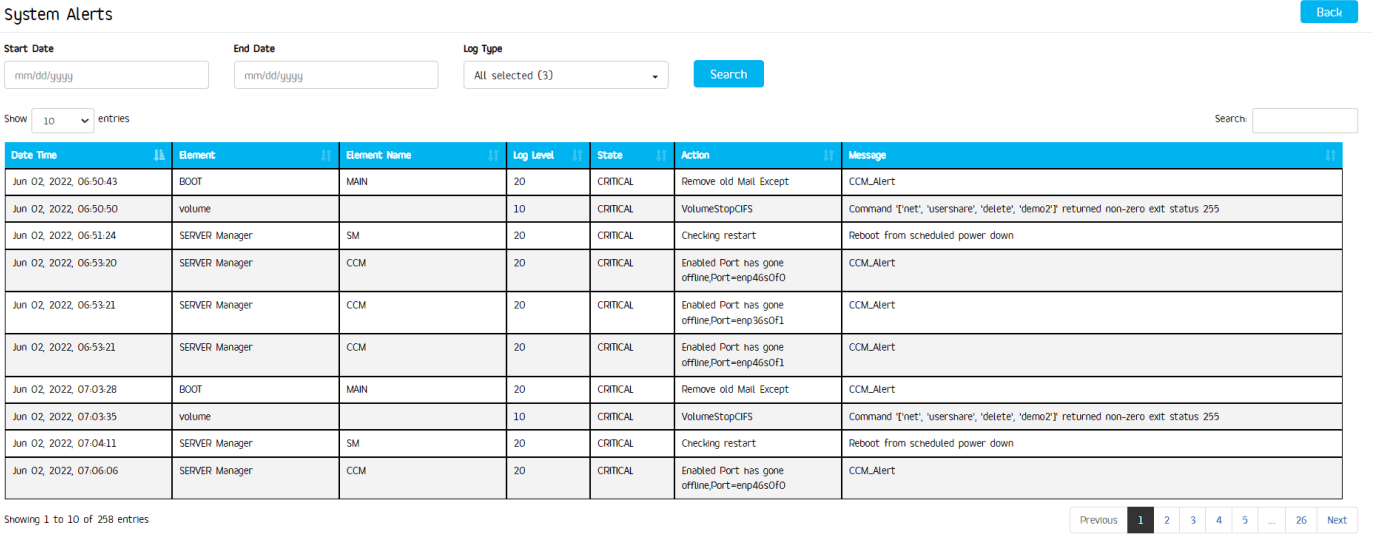 System Alerts
Back
Start Date
End Date
Log Type
mm/dd/yyyy
mm/dd/yyyy
All selected (3)
Search
Show 10 entries
Search:
Date Time Element Element Name Log Level State Action Message
Jun 02, 2022, 06:50:43 BOOT MAIN 20 CRITICAL Remove old Mail Except CCM_Alert
Jun 02, 2022, 06:50:50 volume 10 CRITICAL VolumeStopCIFS Command '['net', 'usershare', 'delete', 'demo2']' returned non-zero exit status 255
Jun 02, 2022, 06:51:24 SERVER Manager SM 20 CRITICAL Checking restart Reboot from scheduled power down
Jun 02, 2022, 06:53:20 SERVER Manager CCM 20 CRITICAL Enabled Port has gone CCM_Alert
offline,Port=enp46s0f0
Jun 02, 2022, 06:53:21 SERVER Manager CCM 20 CRITICAL Enabled Port has gone CCM_Alert
offline,Port=enp36s0f1
Jun 02, 2022, 06:53:21 SERVER Manager CCM 20 CRITICAL Enabled Port has gone CCM_Alert
offline,Port=enp46s0f1
Jun 02, 2022, 07:03:28 BOOT MAIN 20 CRITICAL Remove old Mail Except CCM_Alert
Jun 02, 2022, 07:03:35 volume 10 CRITICAL VolumeStopCIFS Command '['net', 'usershare', 'delete', 'demo2']' returned non-zero exit status 255
Jun 02, 2022, 07:04:11 SERVER Manager SM 20 CRITICAL Checking restart Reboot from scheduled power down
Jun 02, 2022, 07:06:06 SERVER Manager CCM 20 CRITICAL Enabled Port has gone CCM_Alert
offline,Port=enp46s0f0
Showing 1 to 10 of 258 entries
Previous 1 2 3 4 5 ... 26 Next